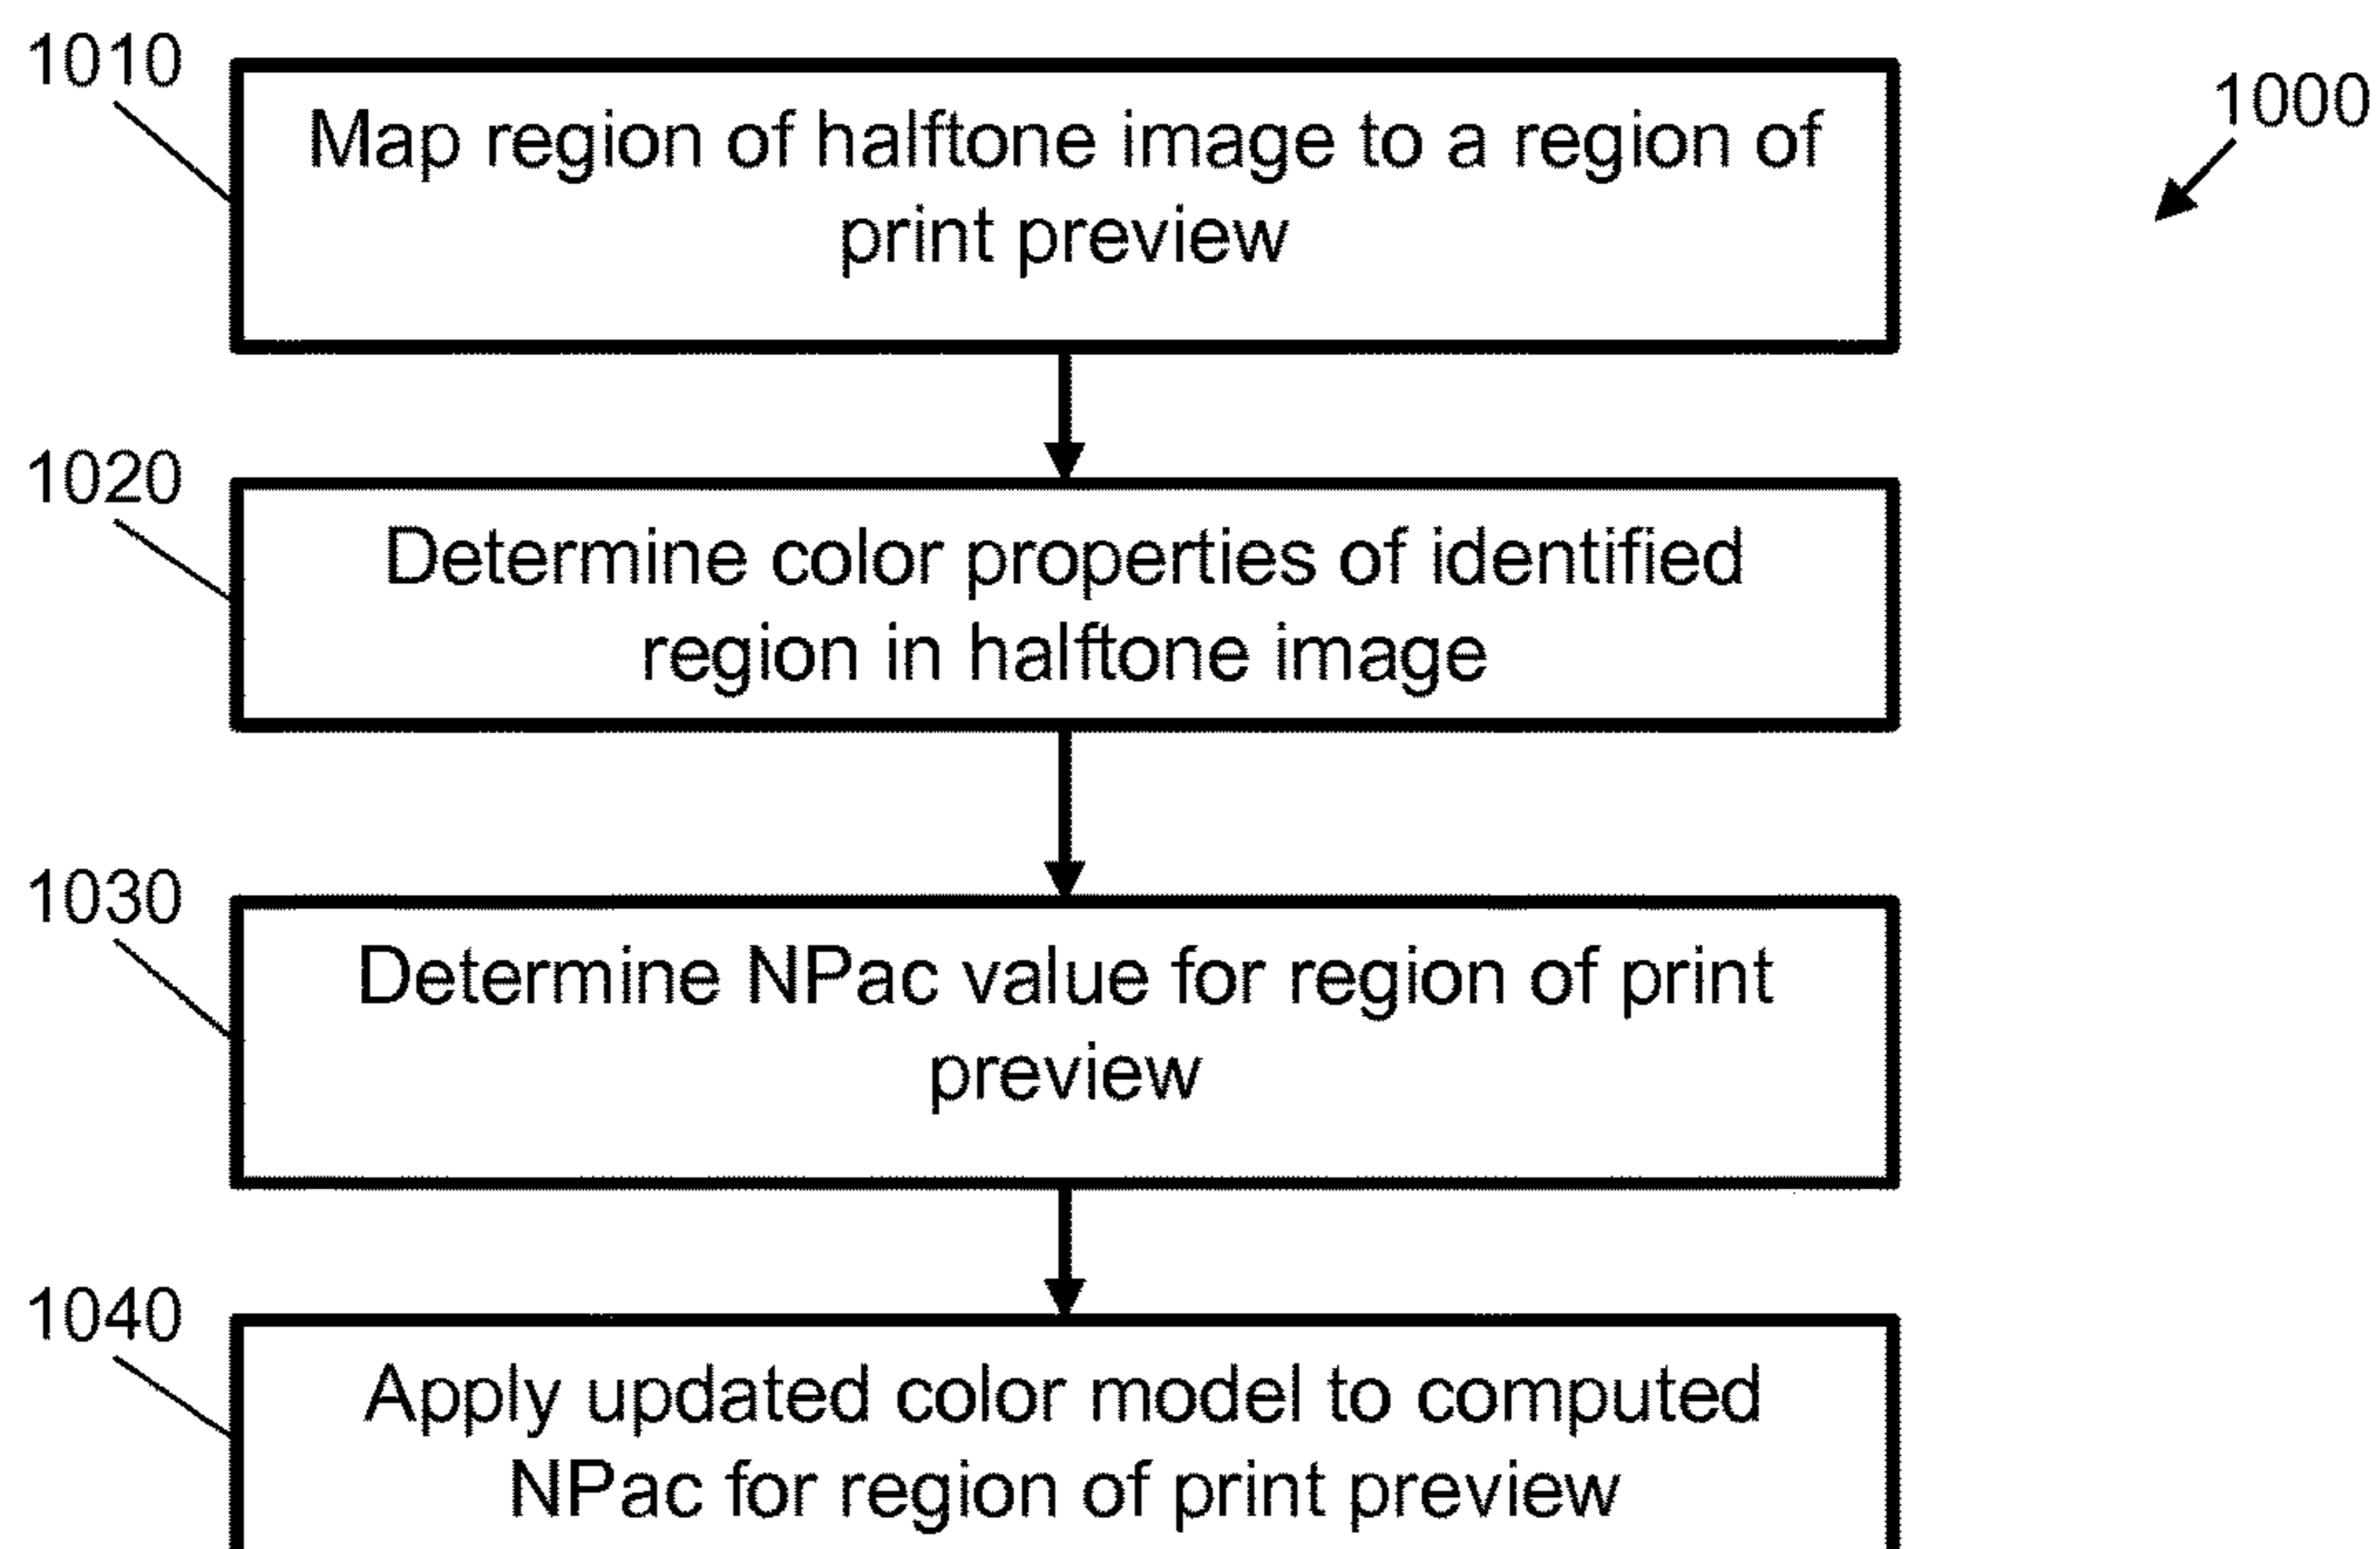 1010
1000
Map region of halftone image to a region of
print preview
1020
Determine color properties of identified
region in halftone image
1030
Determine NPac value for region of print
preview
1040
Apply updated color model to computed
NPac for region of print preview